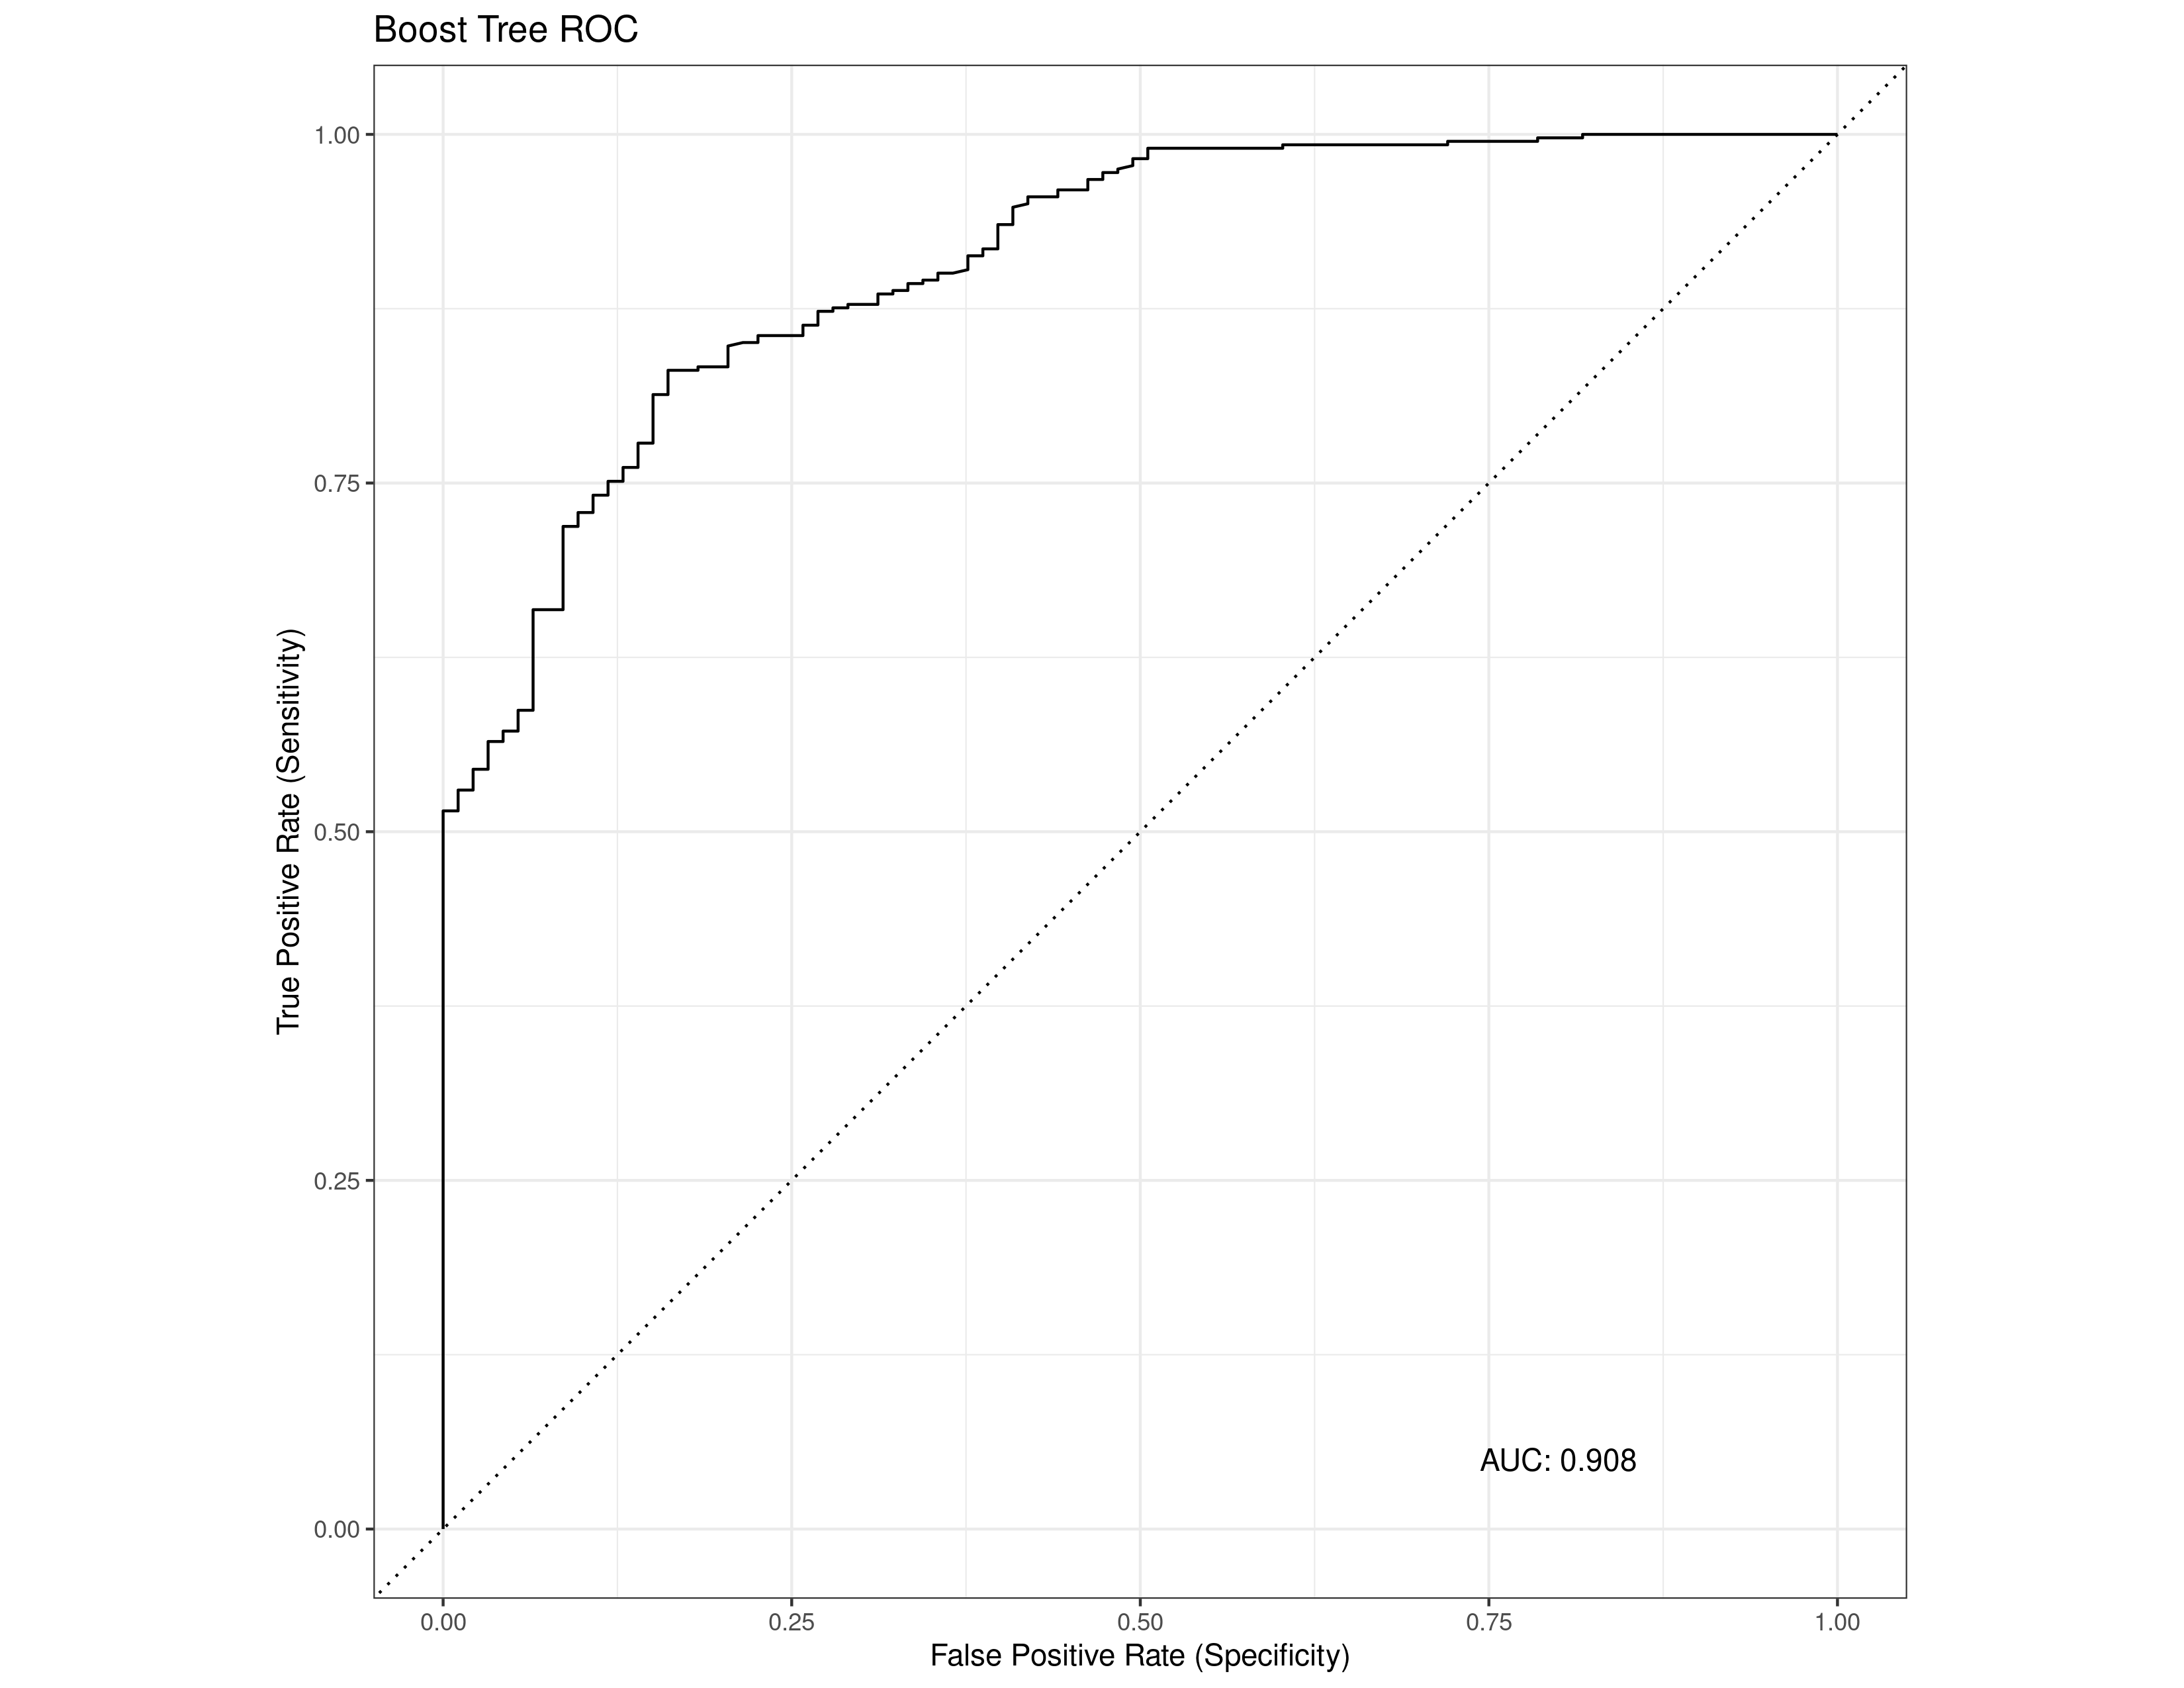 Boost Tree ROC
True Positive Rate (Sensitivity)
1.00
0.75
0.50
0.25
0.00
AUC: 0.908
0.00 0.25 0.50 0.75 1.00
False Positive Rate (Specificity)